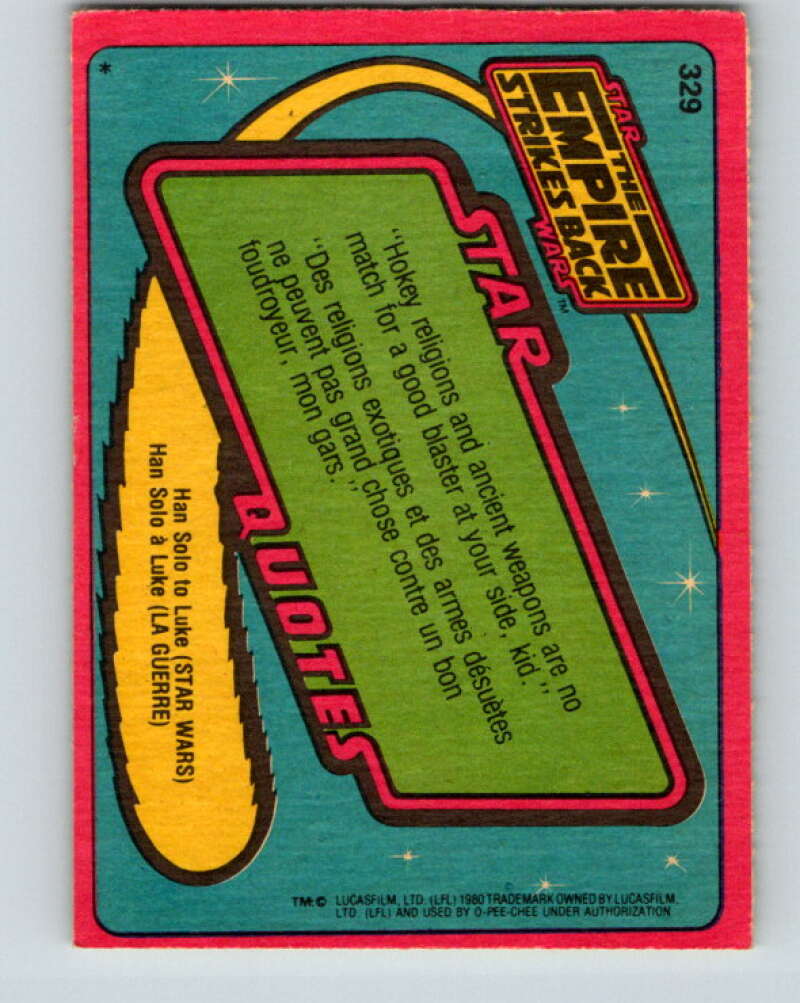 329
STAR
THE
EMPIRE
STRIKES BACK
WARS™
STAR
"Hokey religions and ancient weapons are no
match for a good blaster at your side, kid."
"Des religions exotiques et des armes désuètes
ne peuvent pas grand chose contre un bon
foudroyeur, mon gars."
QUOTES
Han Solo to Luke (STAR WARS)
Han Solo à Luke (LA GUERRE)
TM: © LUCASFILM, LTD. (LFL) 1980 TRADEMARK OWNED BY LUCASFILM,
LTD. (LFL) AND USED BY O-PEE-CHEE UNDER AUTHORIZATION
*